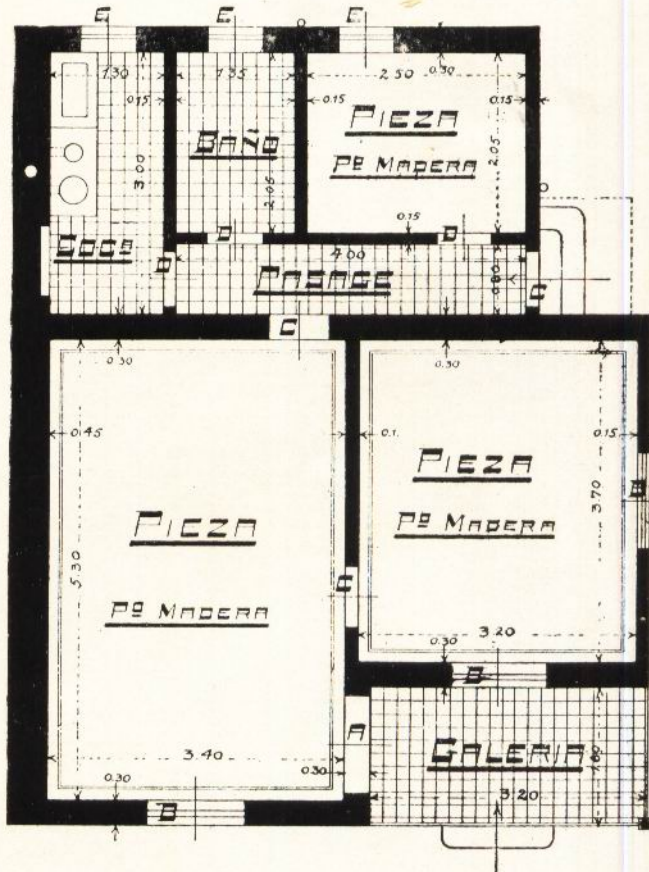 E E E
1.30 1.35 2.50 0.30
0.15 0.15 0.15
PIEZA
Pº MADERA
BAÑO
3.00 2.05 2.05
0.15
D D
COCª
D 4.00
PASAGE
0.80 C
C
0.30 0.30
0.45 0.1. 0.15
PIEZA
Pº MADERA
B
3.70
PIEZA
Pº MADERA
5.30
C
3.20
0.30
B
A
GALERIA
1.60
3.40
0.30
3.20
0.30
B